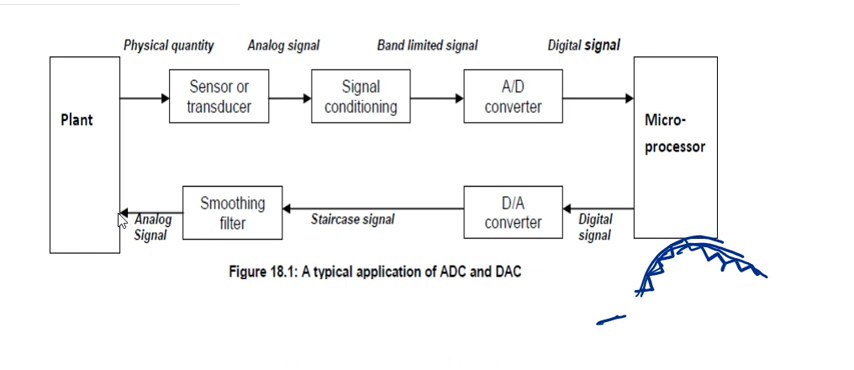 Physical quantity Analog signal Band limited signal Digital signal
Plant
Sensor or
transducer
Signal
conditioning
A/D
converter
Micro-
processor
Analog
Signal
Smoothing
filter
Staircase signal
D/A
converter
Digital
signal
Figure 18.1: A typical application of ADC and DAC